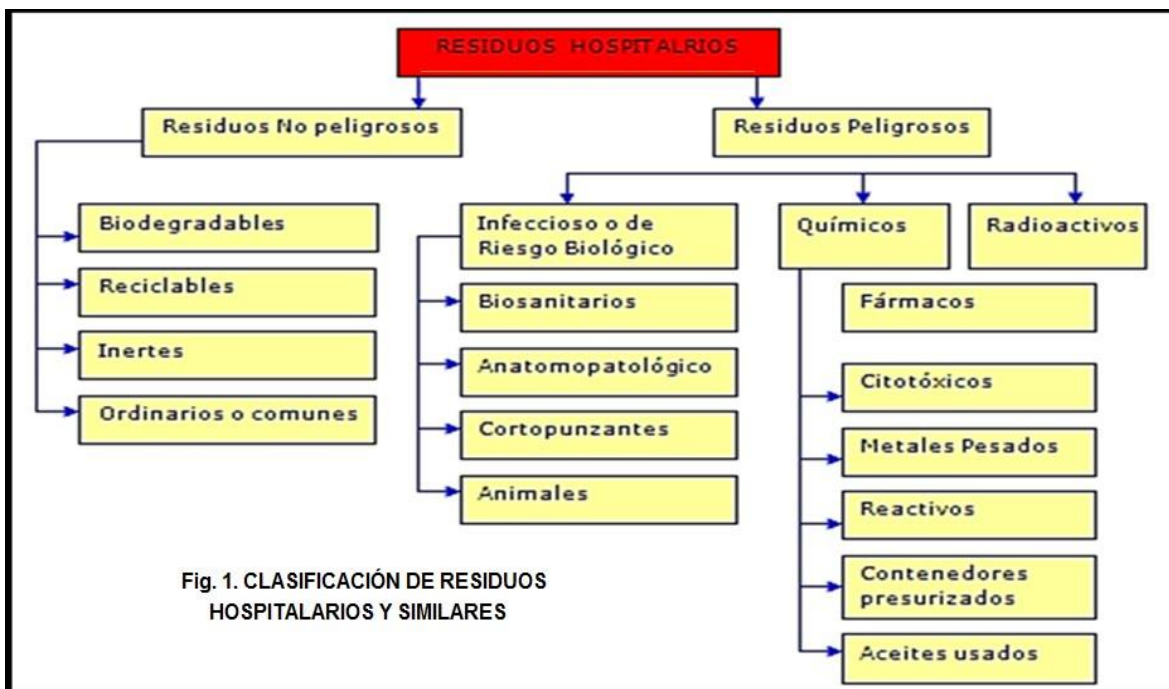 RESIDUOS HOSPITALRIOS
Residuos No peligrosos
Residuos Peligrosos
Biodegradables
Reciclables
Inertes
Ordinarios o comunes
Infeccioso o de
Riesgo Biológico
Biosanitarios
Anatomopatológico
Cortopunzantes
Animales
Químicos
Radioactivos
Fármacos
Citotóxicos
Metales Pesados
Reactivos
Contenedores
presurizados
Aceites usados
Fig. 1. CLASIFICACIÓN DE RESIDUOS
HOSPITALARIOS Y SIMILARES